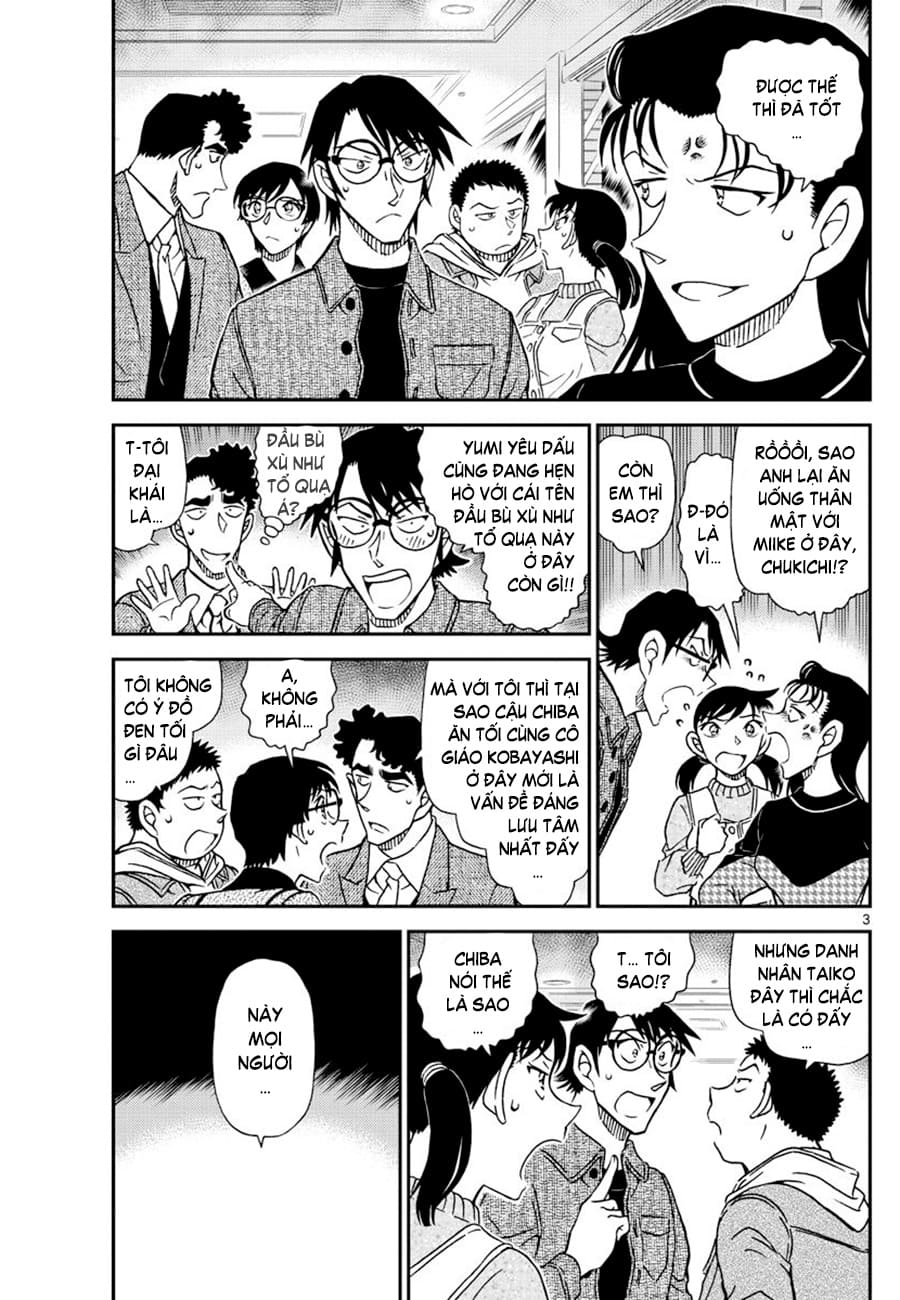 ĐƯỢC THẾ
THÌ ĐÃ TỐT
...
RỒỒỒI, SAO
ANH LẠI ĂN
UỐNG THÂN
MẬT VỚI
MIIKE Ở ĐÂY,
CHUKICHI!?
Đ-ĐÓ
LÀ
VÌ...
CÒN
EM THÌ
SAO?
YUMI YÊU DẤU
CŨNG ĐANG HẸN
HÒ VỚI CÁI TÊN
ĐẦU BÙ XÙ NHƯ
TỔ QUẠ NÀY
Ở ĐÂY
CÒN GÌ!!
ĐẦU BÙ
XÙ NHƯ
TỔ QUẠ
Á?
T-TÔI
ĐẠI
KHÁI
LÀ...
MÀ VỚI TÔI THÌ TẠI
SAO CẬU CHIBA
ĂN TỐI CÙNG CÔ
GIÁO KOBAYASHI
Ở ĐÂY MỚI LÀ
VẤN ĐỀ ĐÁNG
LƯU TÂM
NHẤT ĐẤY
...
A,
KHÔNG
PHẢI...
TÔI KHÔNG
CÓ Ý ĐỒ
ĐEN TỐI
GÌ ĐÂU
...
3
NHƯNG DANH
NHÂN TAIKO
ĐÂY THÌ CHẮC
LÀ CÓ ĐẤY
...
T... TÔI
SAO!?
CHIBA
NÓI THẾ
LÀ SAO
...
NÀY
MỌI
NGƯỜI
...